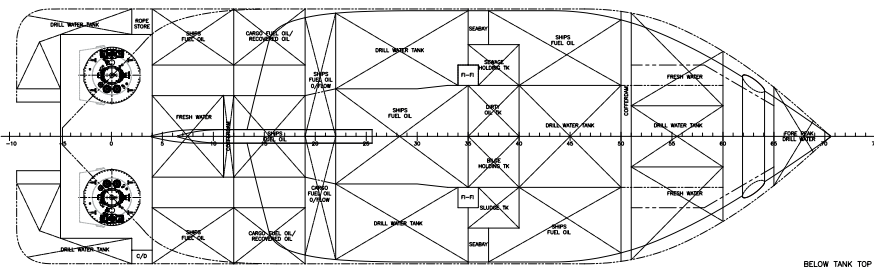 DRILL WATER TANK
ROPE
STORE
SHIPS
FUEL OIL
CARGO FUEL OIL/
RECOVERED OIL
SHIPS
FUEL OIL
O/FLOW
DRILL WATER TANK
SEABAY
SEWAGE
HOLDING TK
FI-FI
SHIPS
FUEL OIL
FRESH WATER
COFFERDAM
FRESH WATER
COFFERDAM
SHIPS
FUEL OIL
SHIPS
FUEL OIL
DIRTY
OIL TK
DRILL WATER TANK
DRILL WATER TANK
FORE PEAK
DRILL WATER
-10
-5
0
5
10
15
20
25
30
35
40
45
50
55
60
65
70
BILGE
HOLDING TK
CARGO
FUEL OIL
O/FLOW
FI-FI
SLUDGE TK
FRESH WATER
DRILL WATER TANK
SHIPS
FUEL OIL
CARGO FUEL OIL/
RECOVERED OIL
DRILL WATER TANK
SHIPS
FUEL OIL
SEABAY
C/D
BELOW TANK TOP